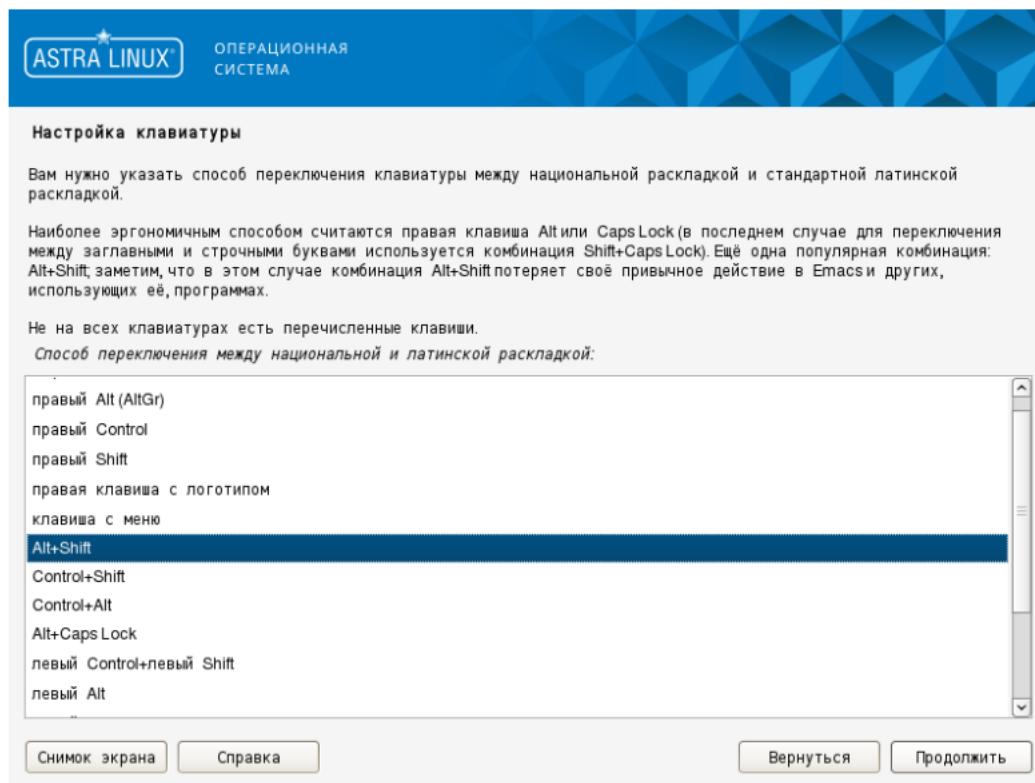 ASTRA LINUX®
ОПЕРАЦИОННАЯ
СИСТЕМА
Настройка клавиатуры
Вам нужно указать способ переключения клавиатуры между национальной раскладкой и стандартной латинской
раскладкой.
Наиболее эргономичным способом считаются правая клавиша Alt или Caps Lock (в последнем случае для переключения
между заглавными и строчными буквами используется комбинация Shift+Caps Lock). Ещё одна популярная комбинация:
Alt+Shift; заметим, что в этом случае комбинация Alt+Shift потеряет своё привычное действие в Emacs и других,
использующих её, программах.
Не на всех клавиатурах есть перечисленные клавиши.
Способ переключения между национальной и латинской раскладкой:
правый Alt (AltGr)
правый Control
правый Shift
правая клавиша с логотипом
клавиша с меню
Alt+Shift
Control+Shift
Control+Alt
Alt+Caps Lock
левый Control+левый Shift
левый Alt
Снимок экрана
Справка
Вернуться
Продолжить